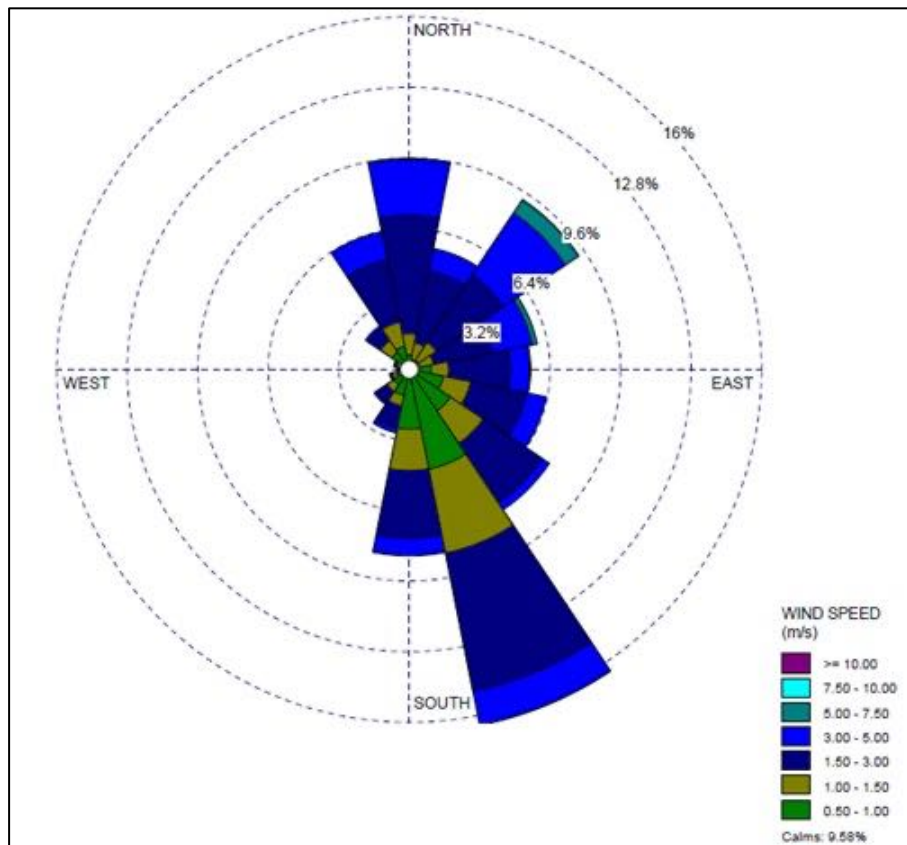 NORTH
16%
12.8%
9.6%
6.4%
3.2%
WEST
EAST
SOUTH
WIND SPEED
(m/s)
>= 10.00
7.50 - 10.00
5.00 - 7.50
3.00 - 5.00
1.50 - 3.00
1.00 - 1.50
0.50 - 1.00
Calms: 9.58%